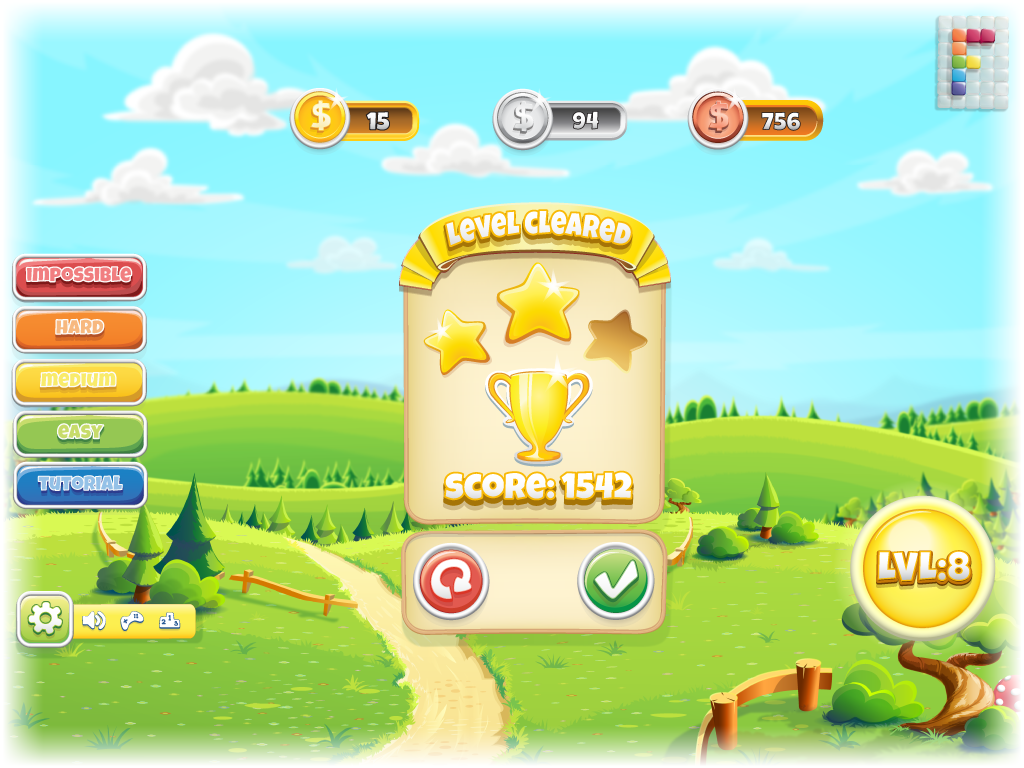 15
94
756
LEVEL CLEARED
IMPOSSIBLE
HARD
MEDIUM
EASY
TUTORIAL
SCORE: 1542
LVL:8